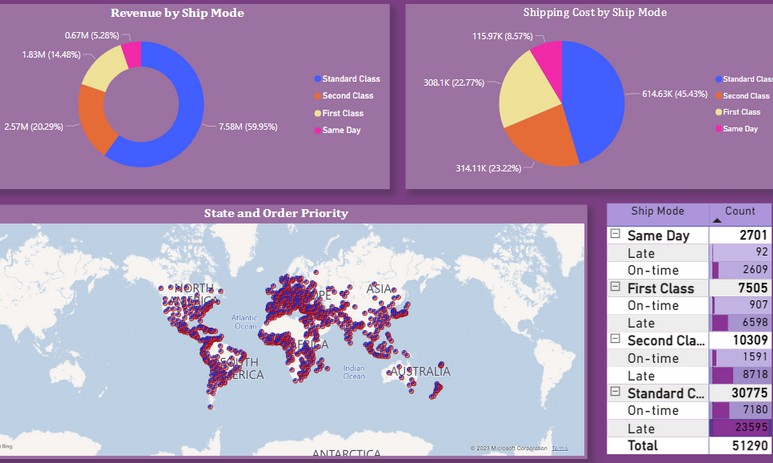 Revenue by Ship Mode
0.67M (5.28%)
1.83M (14.48%)
2.57M (20.29%)
7.58M (59.95%)
Standard Class
Second Class
First Class
Same Day
Shipping Cost by Ship Mode
115.97K (8.57%)
308.1K (22.77%)
314.11K (23.22%)
614.63K (45.43%)
Standard Class
Second Class
First Class
Same Day
State and Order Priority
NORTH
AMERICA
Atlantic
Ocean
SOUTH
AMERICA
EUROPE
AFRICA
ASIA
Indian
Ocean
AUSTRALIA
ANTARCTICA
Bing
© 2023 Microsoft Corporation Terms
Ship Mode Count
Same Day 2701
Late 92
On-time 2609
First Class 7505
On-time 907
Late 6598
Second Cla... 10309
On-time 1591
Late 8718
Standard C... 30775
On-time 7180
Late 23595
Total 51290